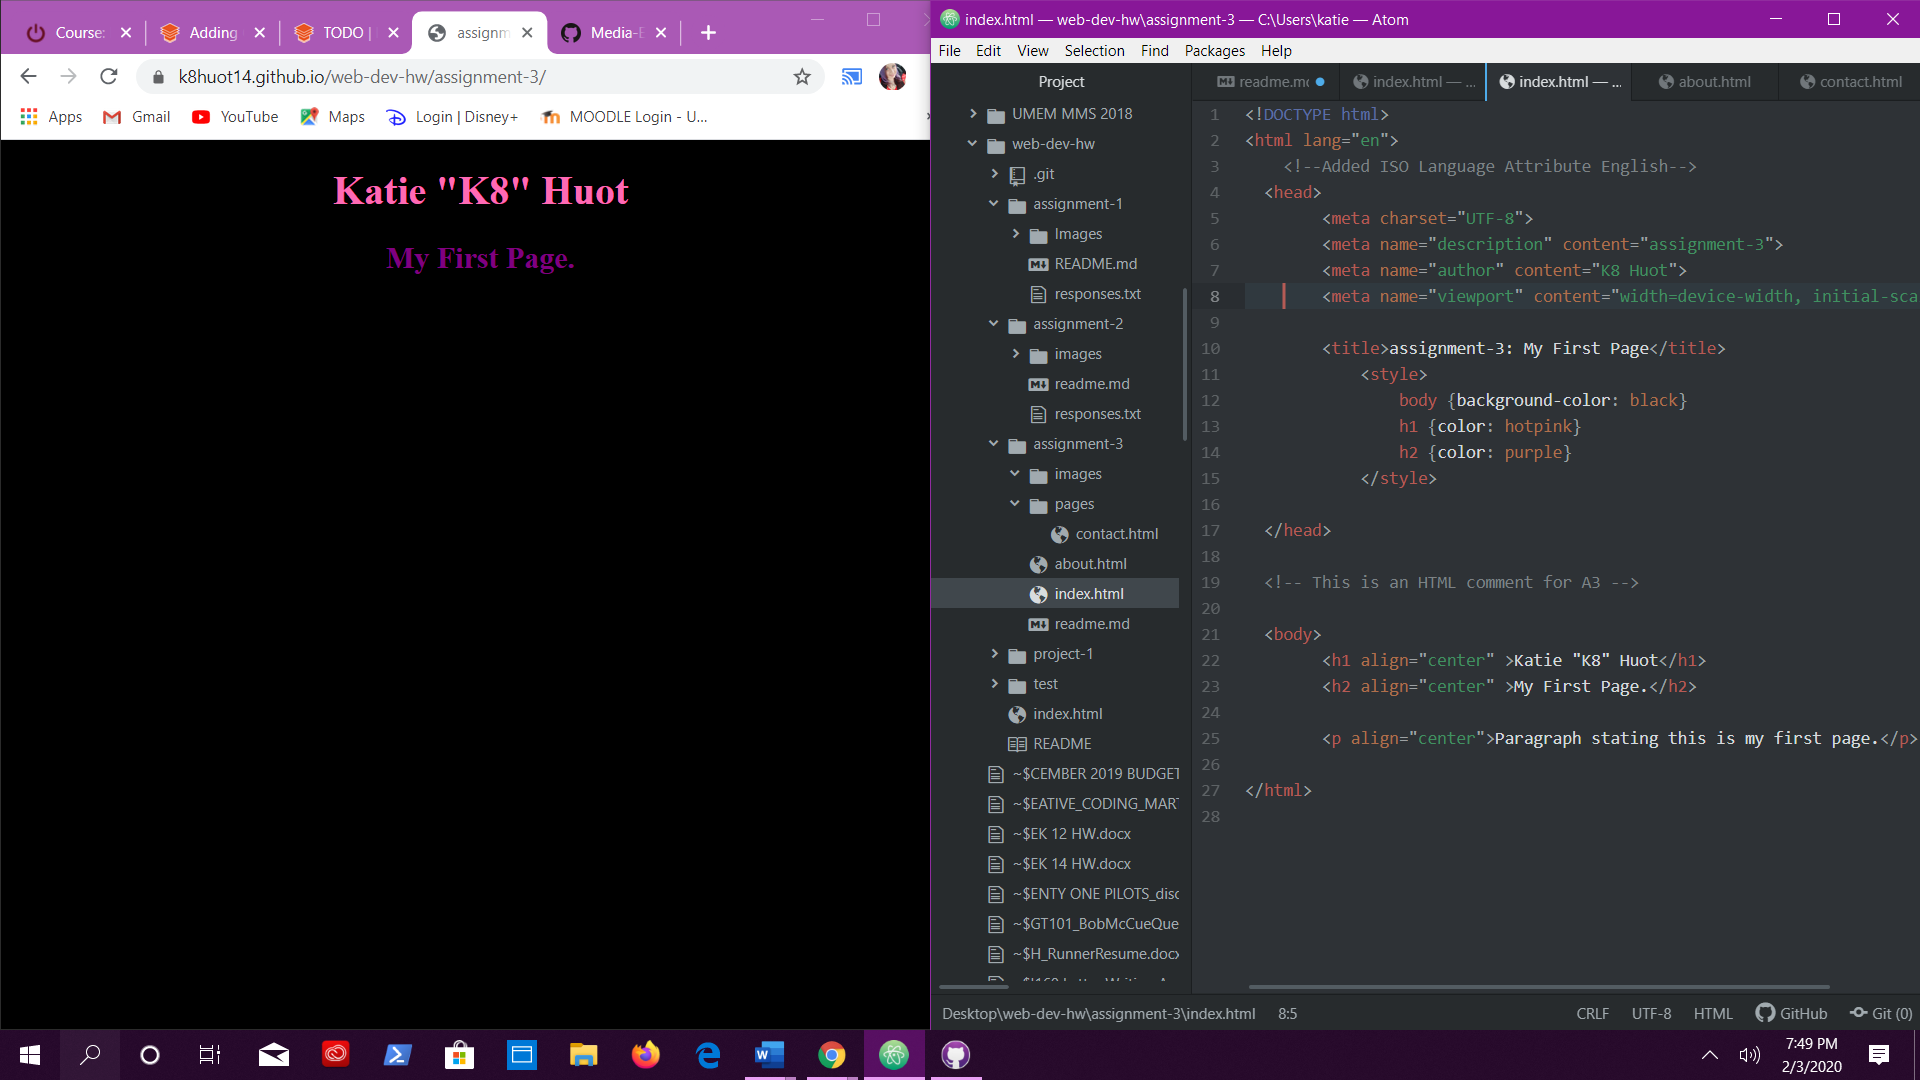 Course:
Adding
TODO |
assignm
Media-E
k8huot14.github.io/web-dev-hw/assignment-3/
Apps
Gmail
YouTube
Maps
Login | Disney+
MOODLE Login - U...
Katie "K8" Huot
My First Page.
index.html — web-dev-hw\assignment-3 — C:\Users\katie — Atom
File Edit View Selection Find Packages Help
Project
UMEM MMS 2018
web-dev-hw
.git
assignment-1
Images
README.md
responses.txt
assignment-2
images
readme.md
responses.txt
assignment-3
images
pages
contact.html
about.html
index.html
readme.md
project-1
test
index.html
README
~$CEMBER 2019 BUDGET
~$EATIVE_CODING_MAR
~$EK 12 HW.docx
~$EK 14 HW.docx
~$ENTY ONE PILOTS_disc
~$GT101_BobMcCueQue
~$H_RunnerResume.docx
readme.m
index.html — ...
index.html — ...
about.html
contact.html
1 <!DOCTYPE html>
2 <html lang="en">
3 <!--Added ISO Language Attribute English-->
4 <head>
5 <meta charset="UTF-8">
6 <meta name="description" content="assignment-3">
7 <meta name="author" content="K8 Huot">
8 <meta name="viewport" content="width=device-width, initial-sca
9
10 <title>assignment-3: My First Page</title>
11 <style>
12 body {background-color: black}
13 h1 {color: hotpink}
14 h2 {color: purple}
15 </style>
16
17 </head>
18
19 <!-- This is an HTML comment for A3 -->
20
21 <body>
22 <h1 align="center" >Katie "K8" Huot</h1>
23 <h2 align="center" >My First Page.</h2>
24
25 <p align="center">Paragraph stating this is my first page.</p>
26
27 </html>
28
Desktop\web-dev-hw\assignment-3\index.html 8:5
CRLF UTF-8 HTML GitHub Git (0)
7:49 PM
2/3/2020